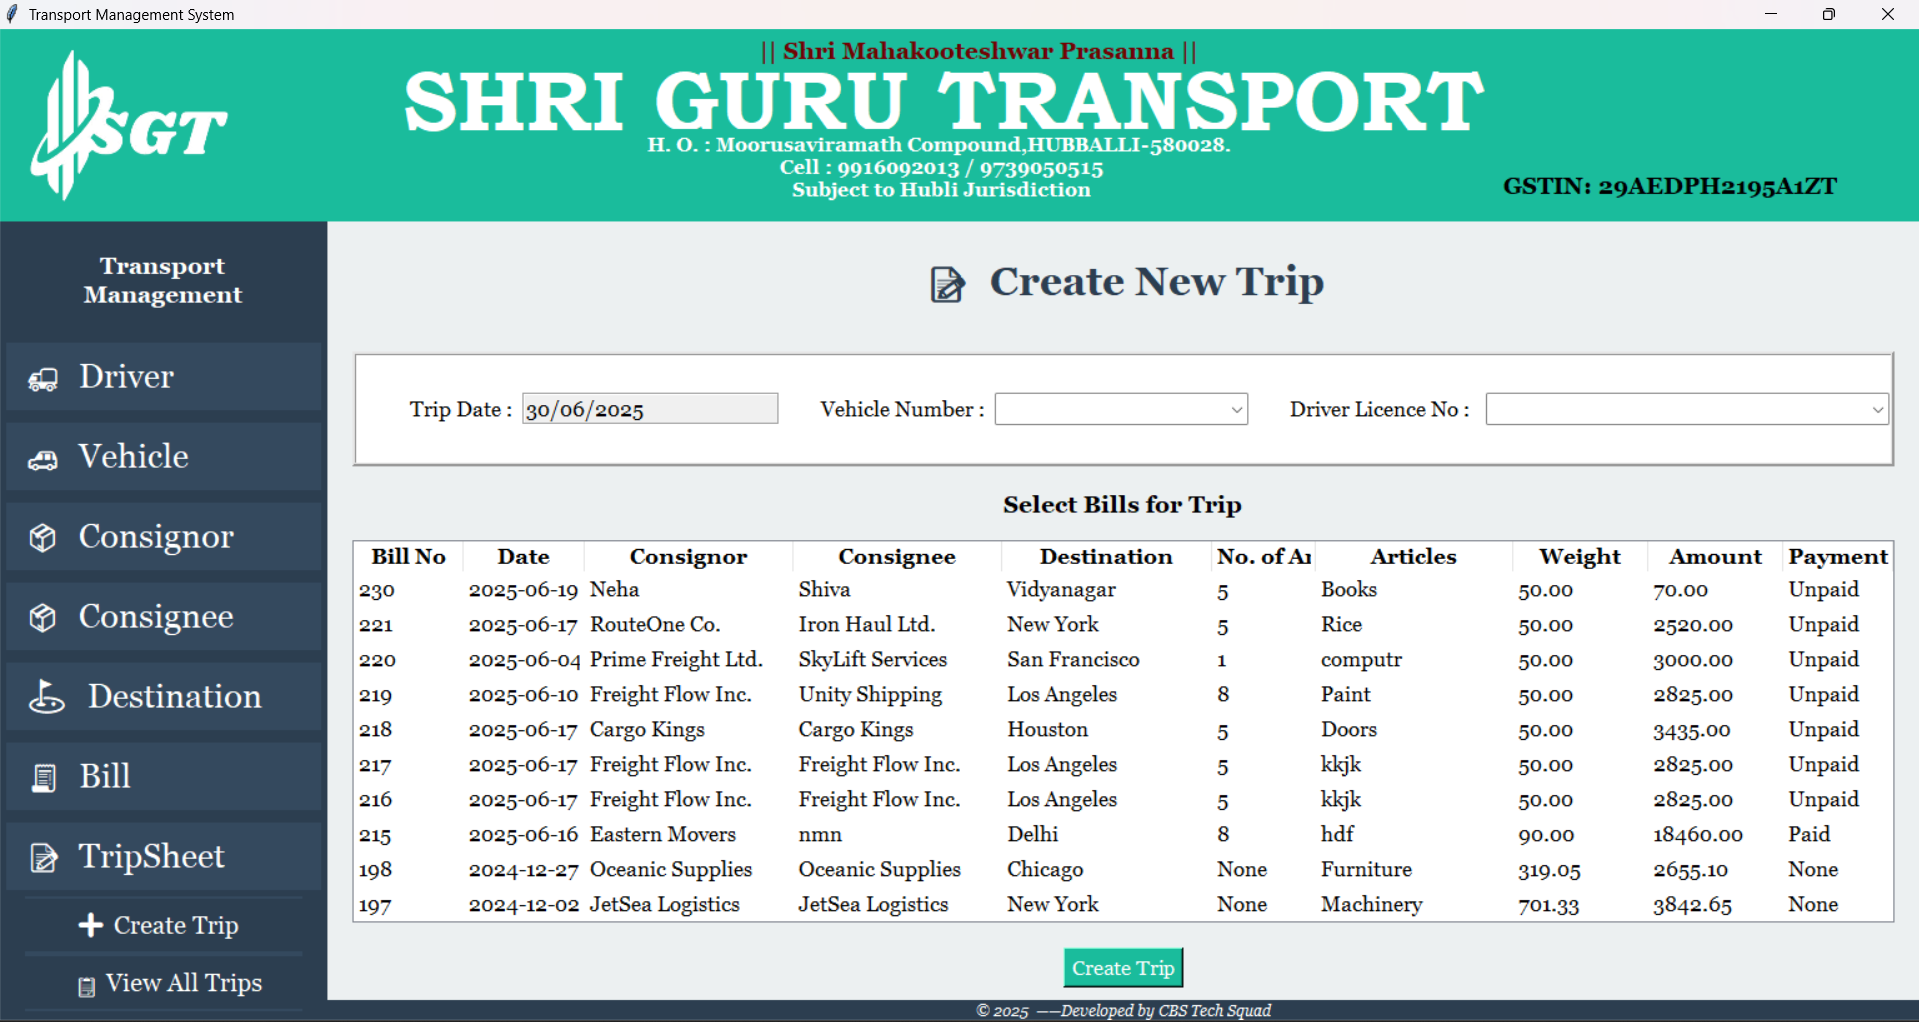 Transport Management System
|| Shri Mahakooteshwar Prasanna ||
SHRI GURU TRANSPORT
SGT
H. O. : Moorusaviramath Compound,HUBBALLI-580028.
Cell : 9916092013 / 9739050515
Subject to Hubli Jurisdiction
GSTIN: 29AEDPH2195A1ZT
Transport
Management
Driver
Vehicle
Consignor
Consignee
Destination
Bill
TripSheet
Create Trip
View All Trips
Create New Trip
Trip Date : 30/06/2025 Vehicle Number : Driver Licence No :
Select Bills for Trip
Bill No Date Consignor Consignee Destination No. of Ar Articles Weight Amount Payment
230 2025-06-19 Neha Shiva Vidyanagar 5 Books 50.00 70.00 Unpaid
221 2025-06-17 RouteOne Co. Iron Haul Ltd. New York 5 Rice 50.00 2520.00 Unpaid
220 2025-06-04 Prime Freight Ltd. SkyLift Services San Francisco 1 computr 50.00 3000.00 Unpaid
219 2025-06-10 Freight Flow Inc. Unity Shipping Los Angeles 8 Paint 50.00 2825.00 Unpaid
218 2025-06-17 Cargo Kings Cargo Kings Houston 5 Doors 50.00 3435.00 Unpaid
217 2025-06-17 Freight Flow Inc. Freight Flow Inc. Los Angeles 5 kkjk 50.00 2825.00 Unpaid
216 2025-06-17 Freight Flow Inc. Freight Flow Inc. Los Angeles 5 kkjk 50.00 2825.00 Unpaid
215 2025-06-16 Eastern Movers nmn Delhi 8 hdf 90.00 18460.00 Paid
198 2024-12-27 Oceanic Supplies Oceanic Supplies Chicago None Furniture 319.05 2655.10 None
197 2024-12-02 JetSea Logistics JetSea Logistics New York None Machinery 701.33 3842.65 None
Create Trip
© 2025 ——Developed by CBS Tech Squad